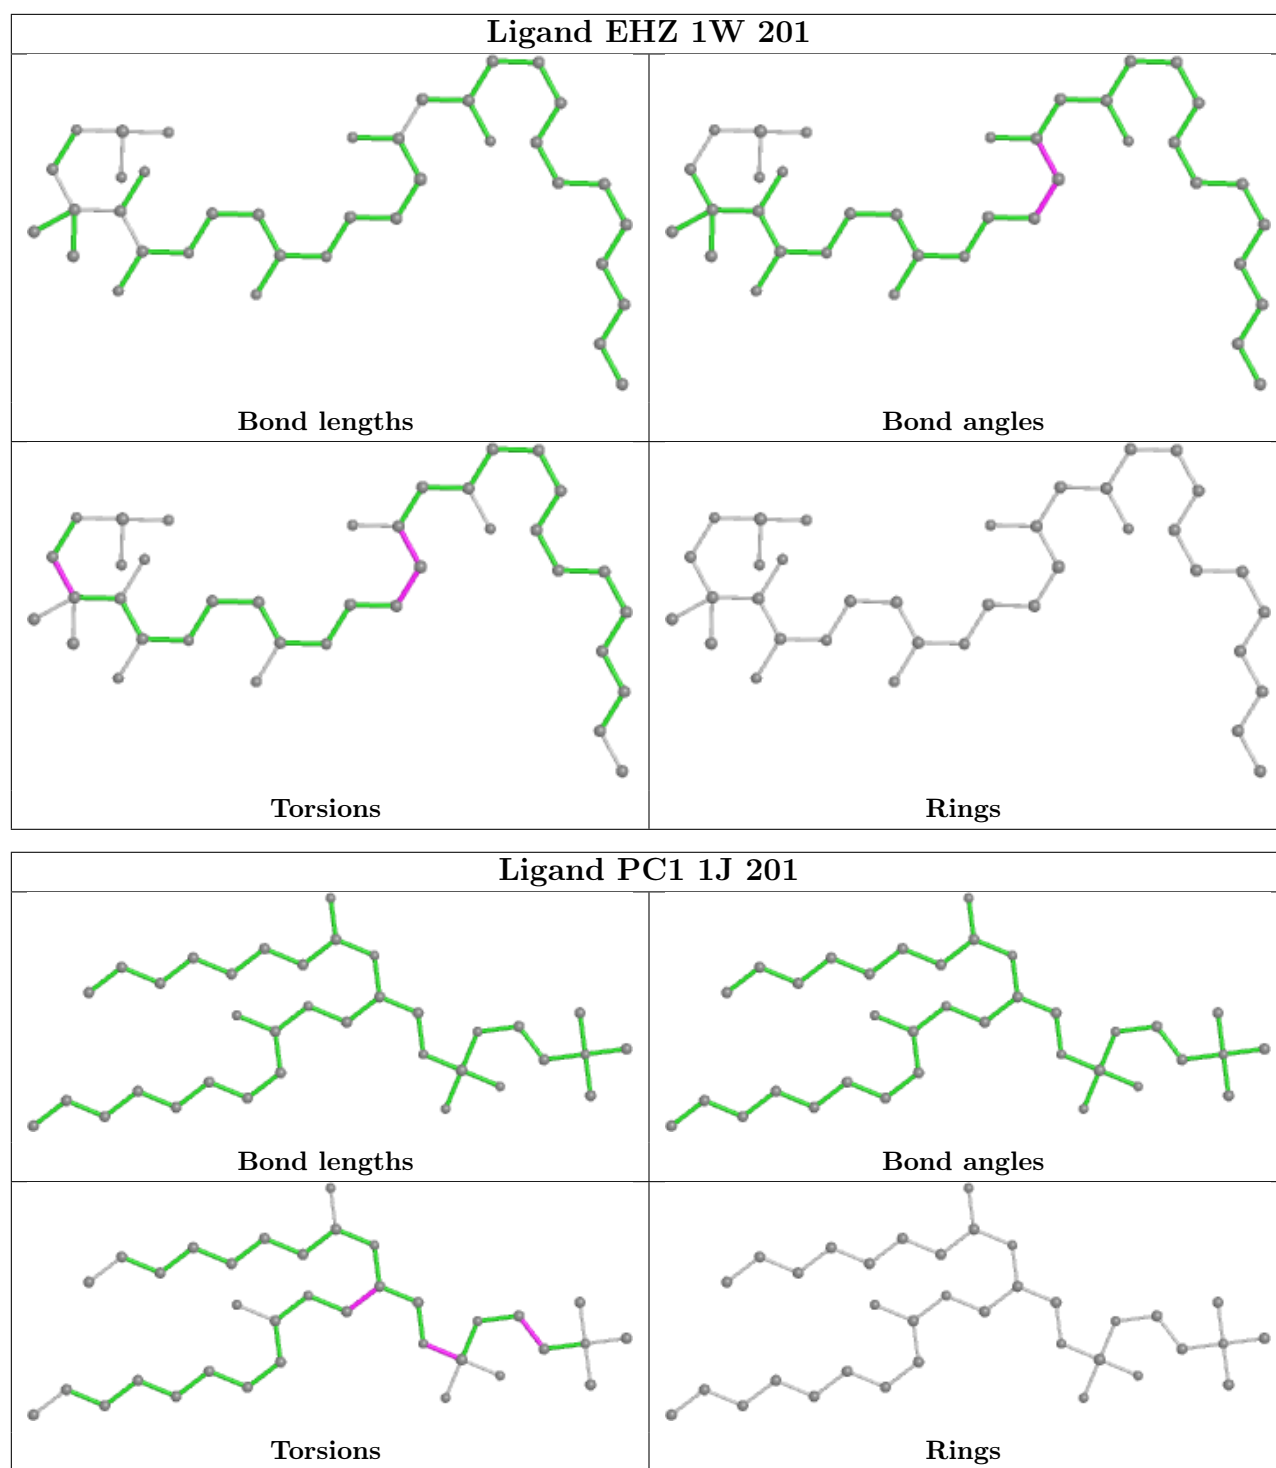 Ligand EHZ 1W 201
Bond lengths
Bond angles
Torsions
Rings
Ligand PC1 1J 201
Bond lengths
Bond angles
Torsions
Rings